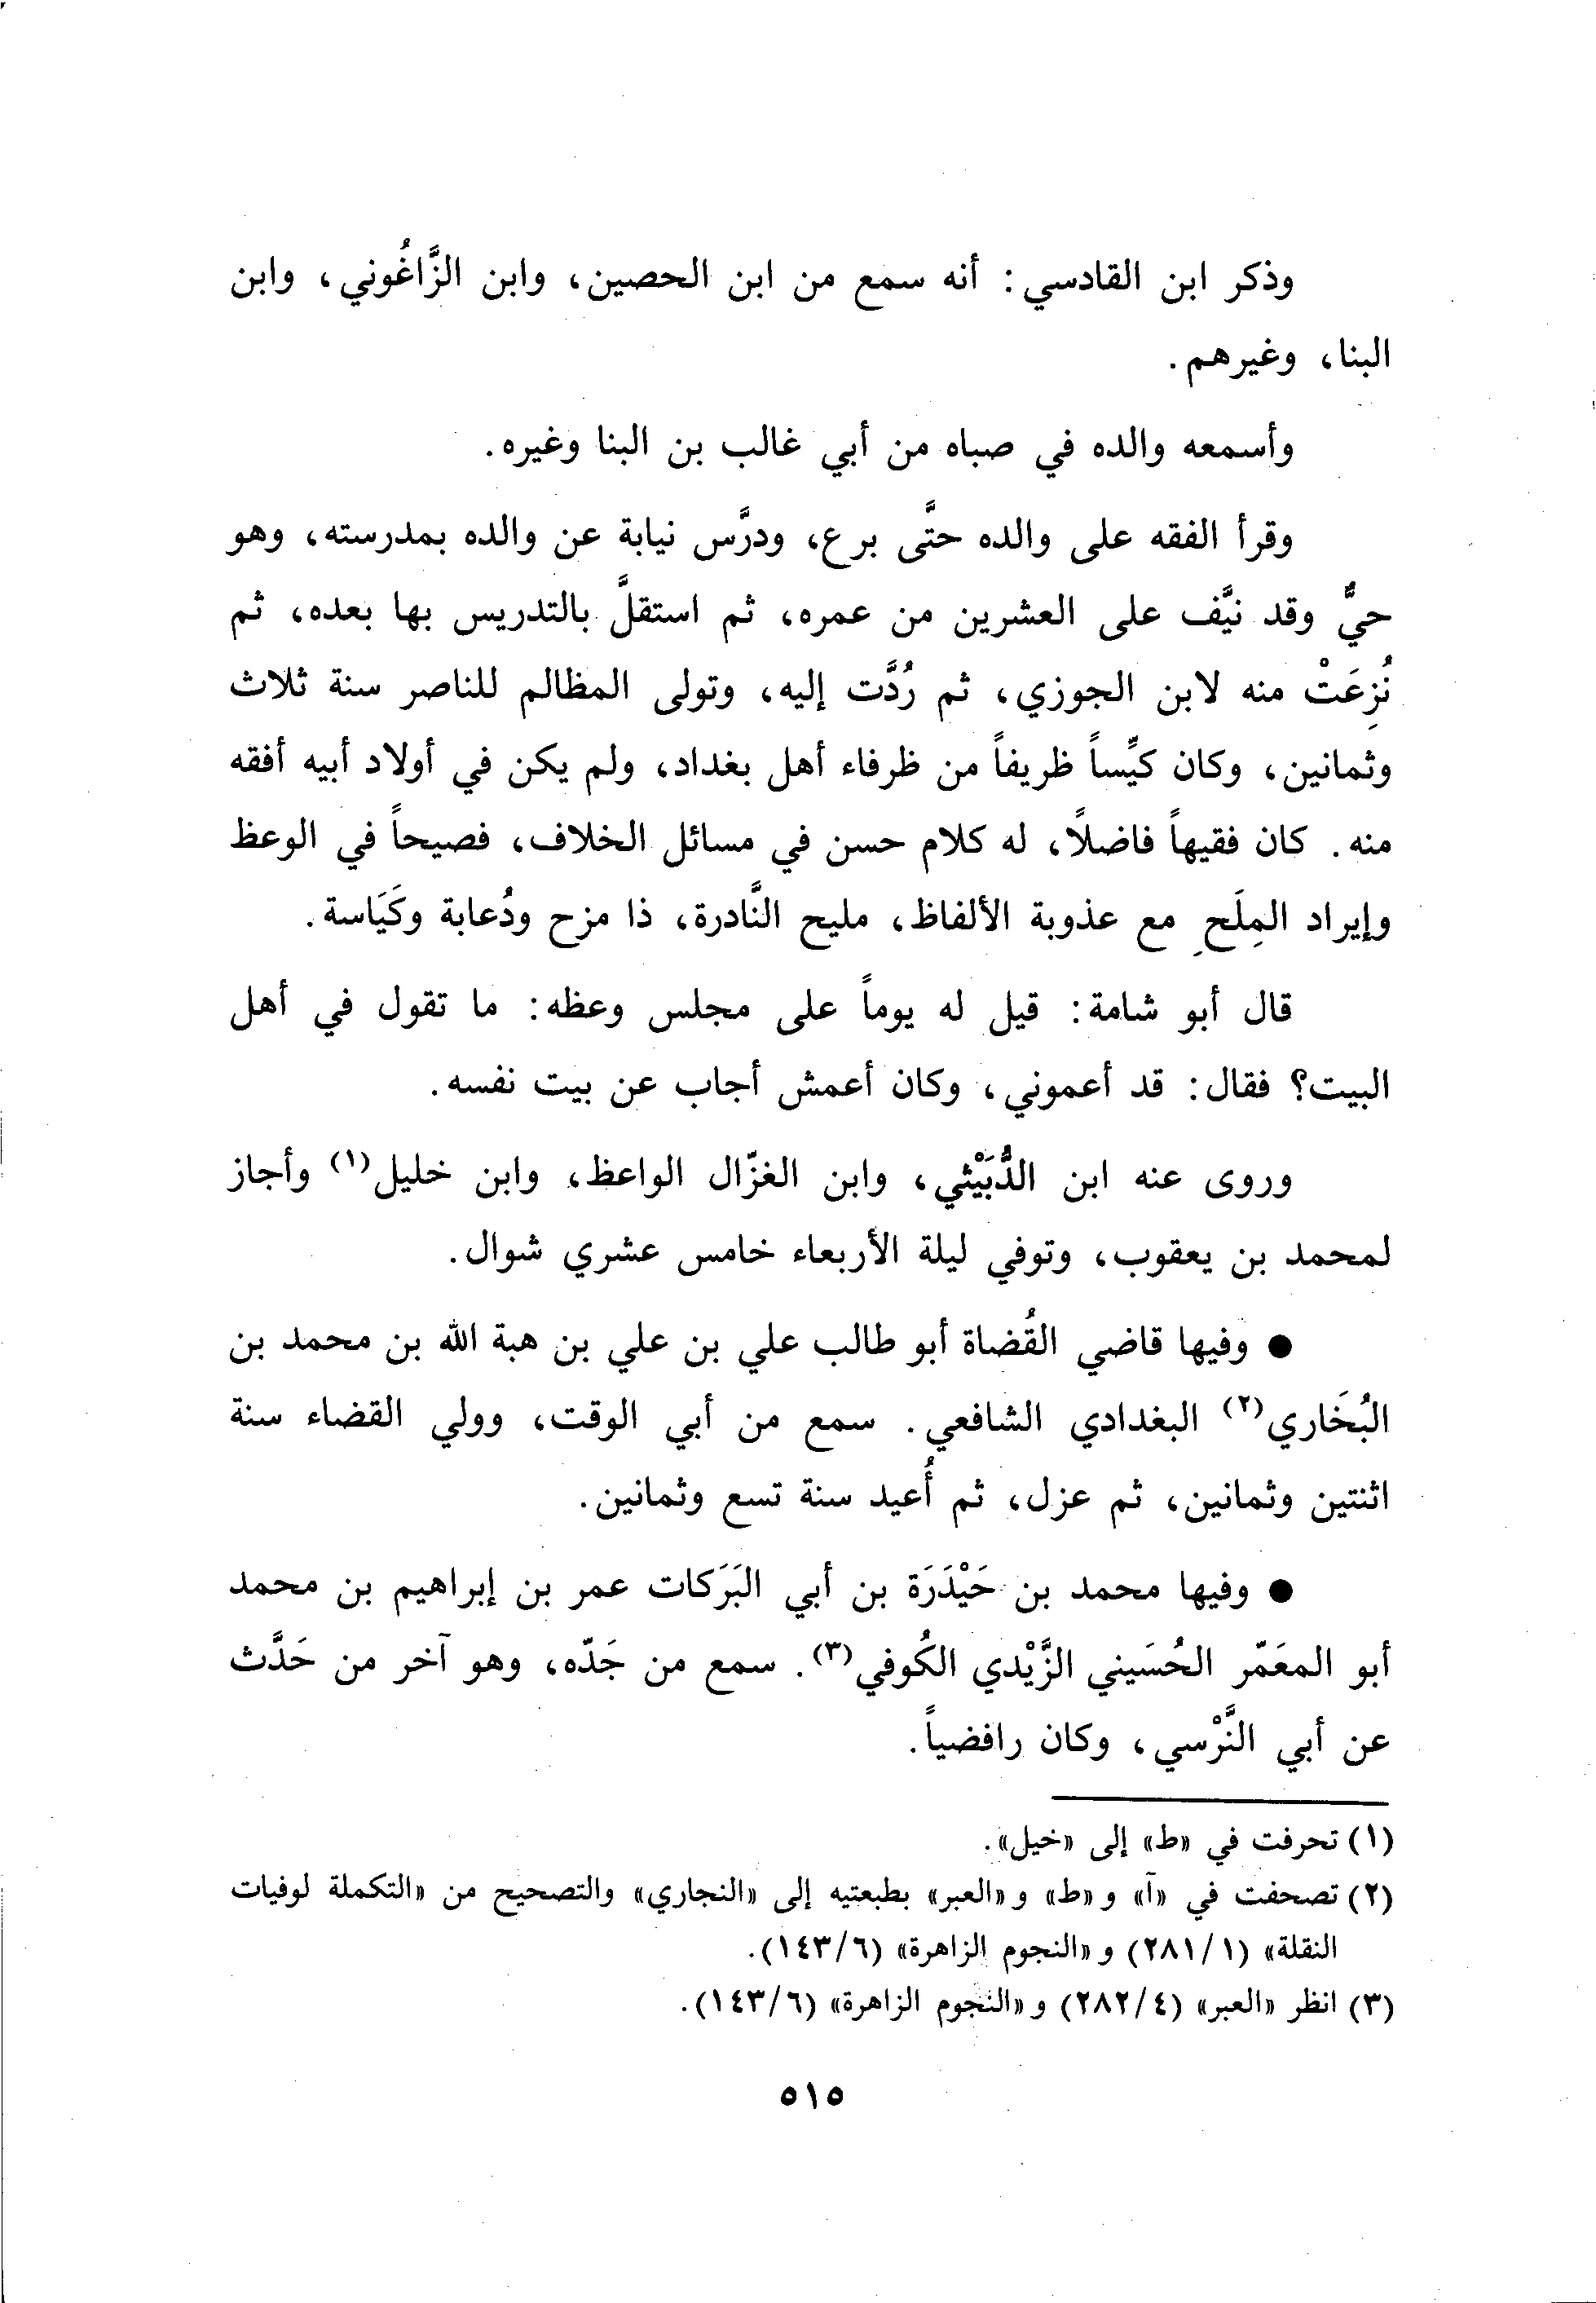 وذكر ابن القادسي: أنه سمع من ابن الحصين، وابن الزَّاغُوني، وابن
البنا، وغيرهم.
وأسمعه والده في صباه من أبي غالب بن البنا وغيره.
وقرأ الفقه على والده حتَّى برع، ودرَّس نيابة عن والده بمدرسته، وهو
حيٌّ وقد نيَّف على العشرين من عمره، ثم استقلَّ بالتدريس بها بعده، ثم
نُزِعَتْ منه لابن الجوزي، ثم رُدَّت إليه، وتولى المظالم للناصر سنة ثلاث
وثمانين، وكان كيِّساً ظريفاً من ظرفاء أهل بغداد، ولم يكن في أولاد أبيه أفقه
منه. كان فقيهاً فاضلاً، له كلام حسن في مسائل الخلاف، فصيحاً في الوعظ
وإيراد المِلَحِ مع عذوبة الألفاظ، مليح النَّادرة، ذا مزح ودُعابة وكَيَاسة.
قال أبو شامة: قيل له يوماً على مجلس وعظه: ما تقول في أهل
البيت؟ فقال: قد أعموني، وكان أعمش أجاب عن بيت نفسه.
وروى عنه ابن الدُّبَيْثي، وابن الغزّال الواعظ، وابن خليل(١) وأجاز
لمحمد بن يعقوب، وتوفي ليلة الأربعاء خامس عشري شوال.
● وفيها قاضي القُضاة أبو طالب علي بن علي بن هبة الله بن محمد بن
البُخَاري(٢) البغدادي الشافعي. سمع من أبي الوقت، وولي القضاء سنة
اثنتين وثمانين، ثم عزل، ثم أُعيد سنة تسع وثمانين.
● وفيها محمد بن حَيْدَرَة بن أبي البَرَكات عمر بن إبراهيم بن محمد
أبو المعَمّر الحُسَيني الزَّيْدي الكُوفي(٣). سمع من جَدّه، وهو آخر من حَدَّث
عن أبي النَّرْسي، وكان رافضياً.
(١) تحرفت في «ط» إلى «خيل».
(٢) تصحفت في «آ» و «ط» و «العبر» بطبعتيه إلى «النجاري» والتصحيح من «التكملة لوفيات
النقلة» (١/٢٨١) و «النجوم الزاهرة» (٦/١٤٣).
(٣) انظر «العبر» (٤/٢٨٢) و «النجوم الزاهرة» (٦/١٤٣).
٥١٥